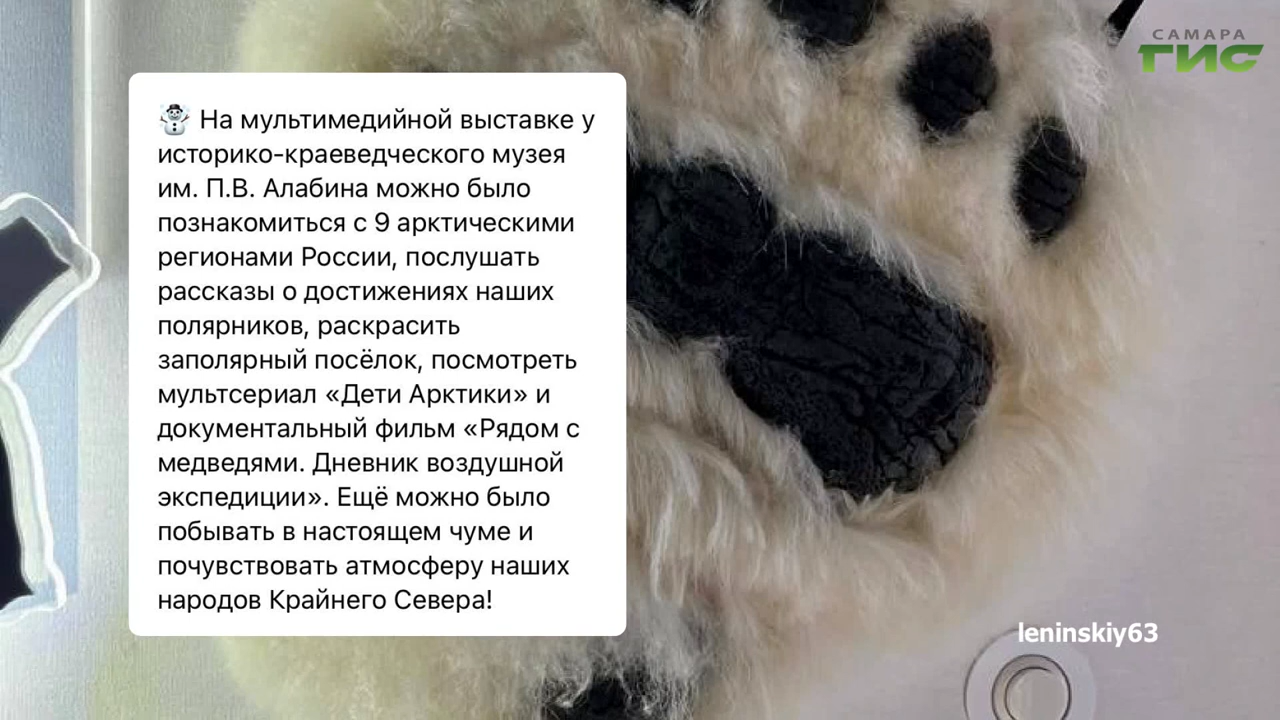 САМАРА
ГИС
☃ На мультимедийной выставке у
историко-краеведческого музея
им. П.В. Алабина можно было
познакомиться с 9 арктическими
регионами России, послушать
рассказы о достижениях наших
полярников, раскрасить
заполярный посёлок, посмотреть
мультсериал «Дети Арктики» и
документальный фильм «Рядом с
медведями. Дневник воздушной
экспедиции». Ещё можно было
побывать в настоящем чуме и
почувствовать атмосферу наших
народов Крайнего Севера!
leninskiy63